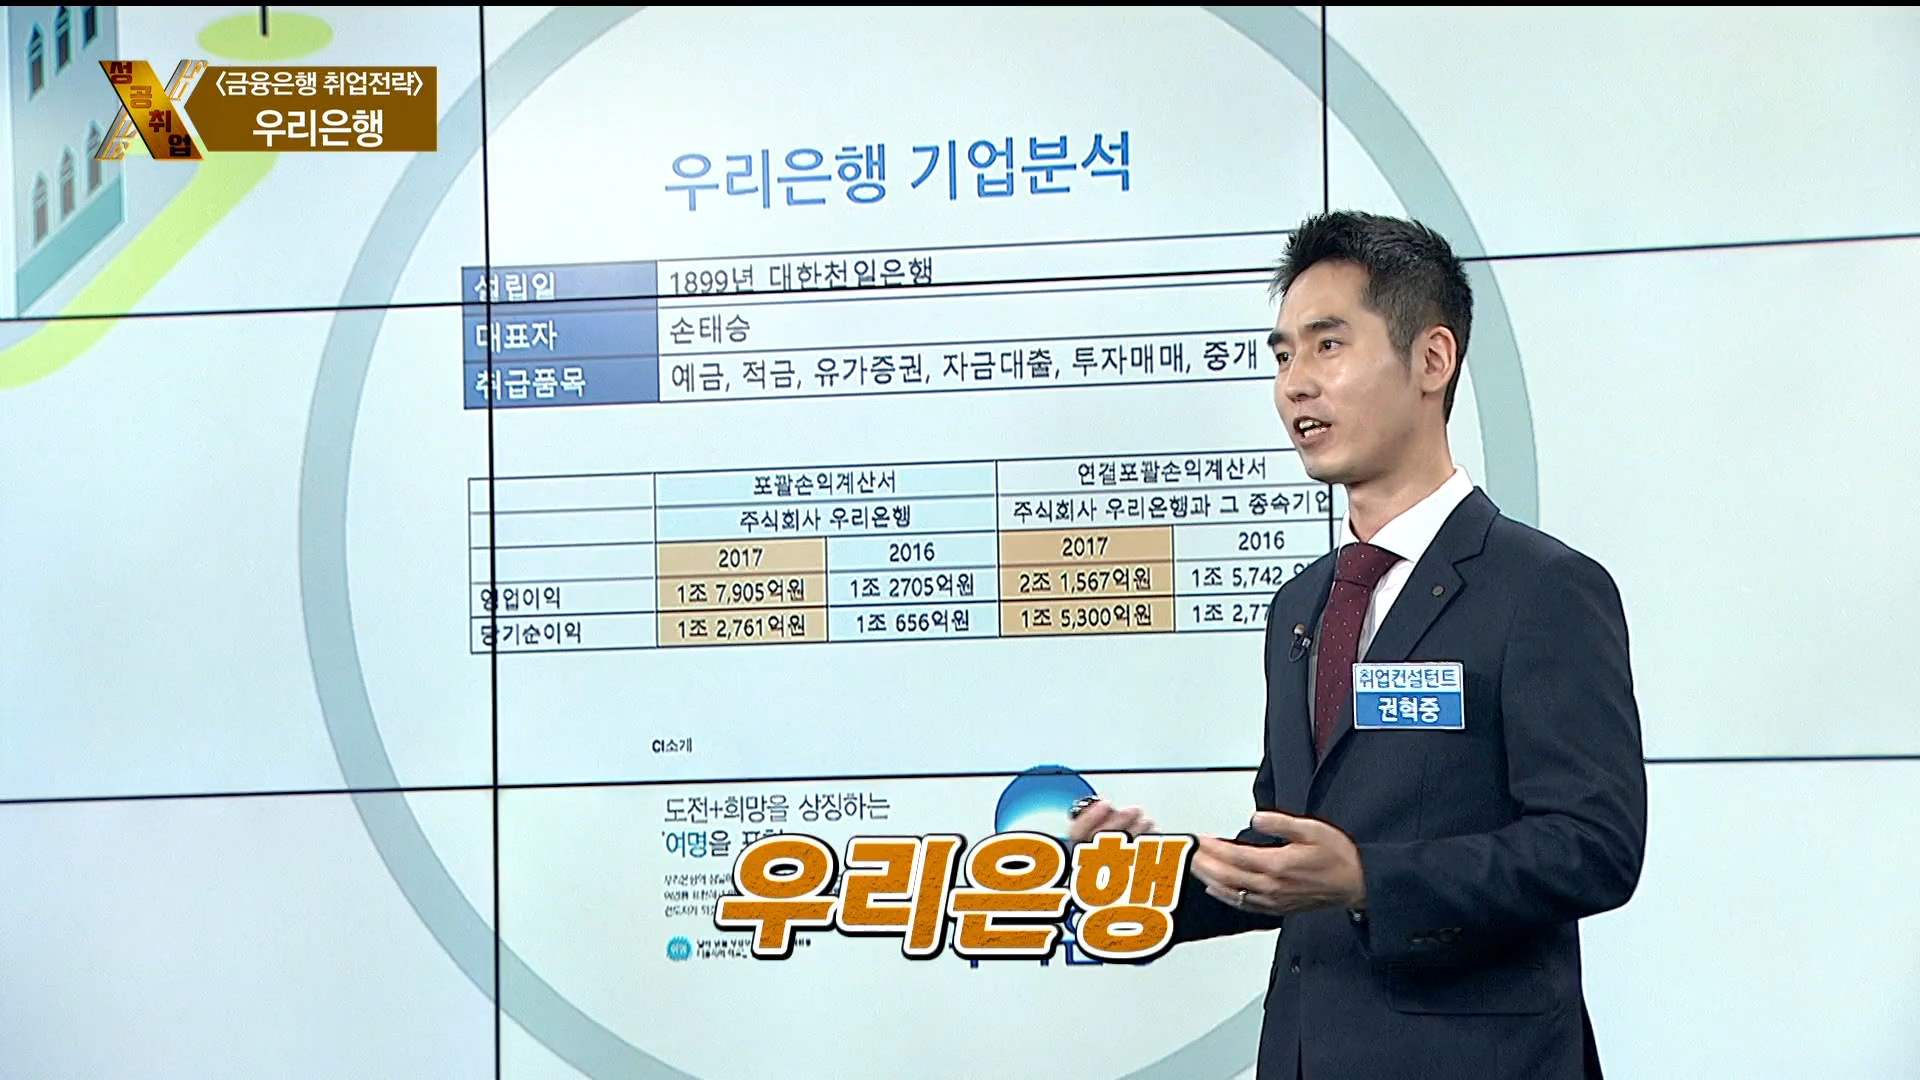 성공취업
X
FILE
〈금융은행 취업전략〉
우리은행
우리은행 기업분석
설립일 1899년 대한천일은행
대표자 손태승
취급품목 예금, 적금, 유가증권, 자금대출, 투자매매, 중개
포괄손익계산서 연결포괄손익계산서
주식회사 우리은행 주식회사 우리은행과 그 종속기업
2017 2016 2017 2016
영업이익 1조 7,905억원 1조 2705억원 2조 1,567억원 1조 5,742
당기순이익 1조 2,761억원 1조 656억원 1조 5,300억원 1조
취업컨설턴트
권혁중
CI소개
도전+희망을 상징하는
'여명을
우리은행